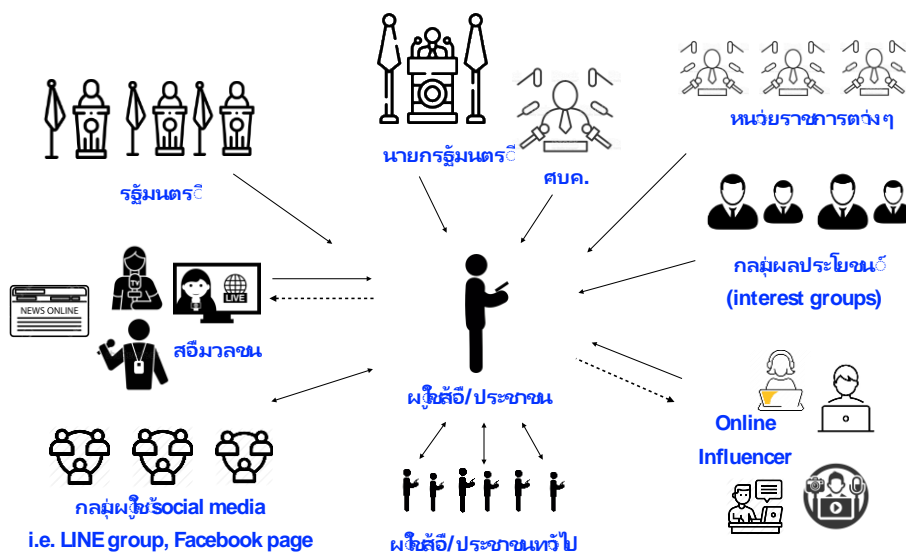 นายกรัฐมนตรี
หน่วยราชการต่างๆ
ศบค.
รัฐมนตรี
กลุ่มผลประโยชน์
(interest groups)
LIVE
NEWS ONLINE
สื่อมวลชน
ผู้ใช้สื่อ/ประชาชน
Online
Influencer
กลุ่มผู้ใช้ social media
i.e. LINE group, Facebook page
ผู้ใช้สื่อ/ประชาชนทั่วไป